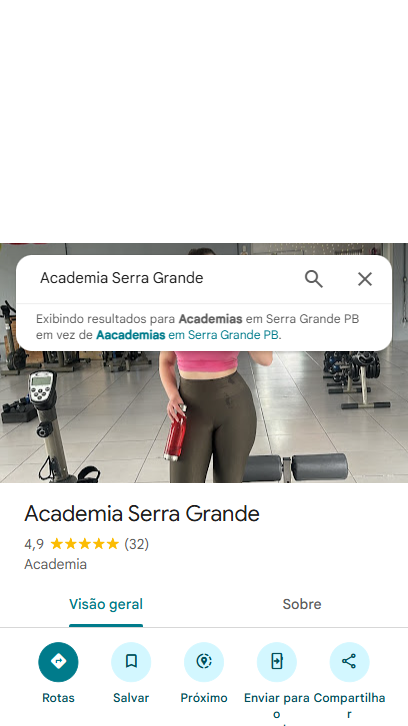 Academia Serra Grande
Exibindo resultados para Academias em Serra Grande PB
em vez de Aacademias em Serra Grande PB.
Academia Serra Grande
4,9 (32)
Academia
Visão geral Sobre
Rotas Salvar Próximo Enviar para o Compartilhar